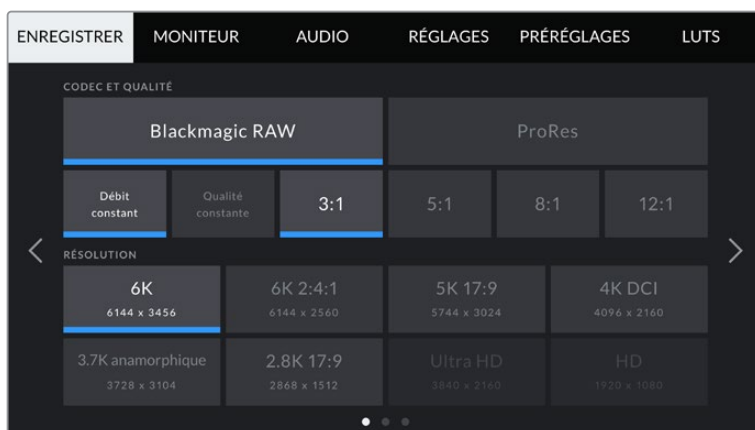 ENREGISTRER MONITEUR AUDIO RÉGLAGES PRÉRÉGLAGES LUTS
CODEC ET QUALITÉ
Blackmagic RAW ProRes
Débit constant Qualité constante 3:1 5:1 8:1 12:1
RÉSOLUTION
6K 6K 2:4:1 5K 17:9 4K DCI
6144 x 3456 6144 x 2560 5744 x 3024 4096 x 2160
3.7K anamorphique 2.8K 17:9 Ultra HD HD
3728 x 3104 2868 x 1512 3840 x 2160 1920 x 1080